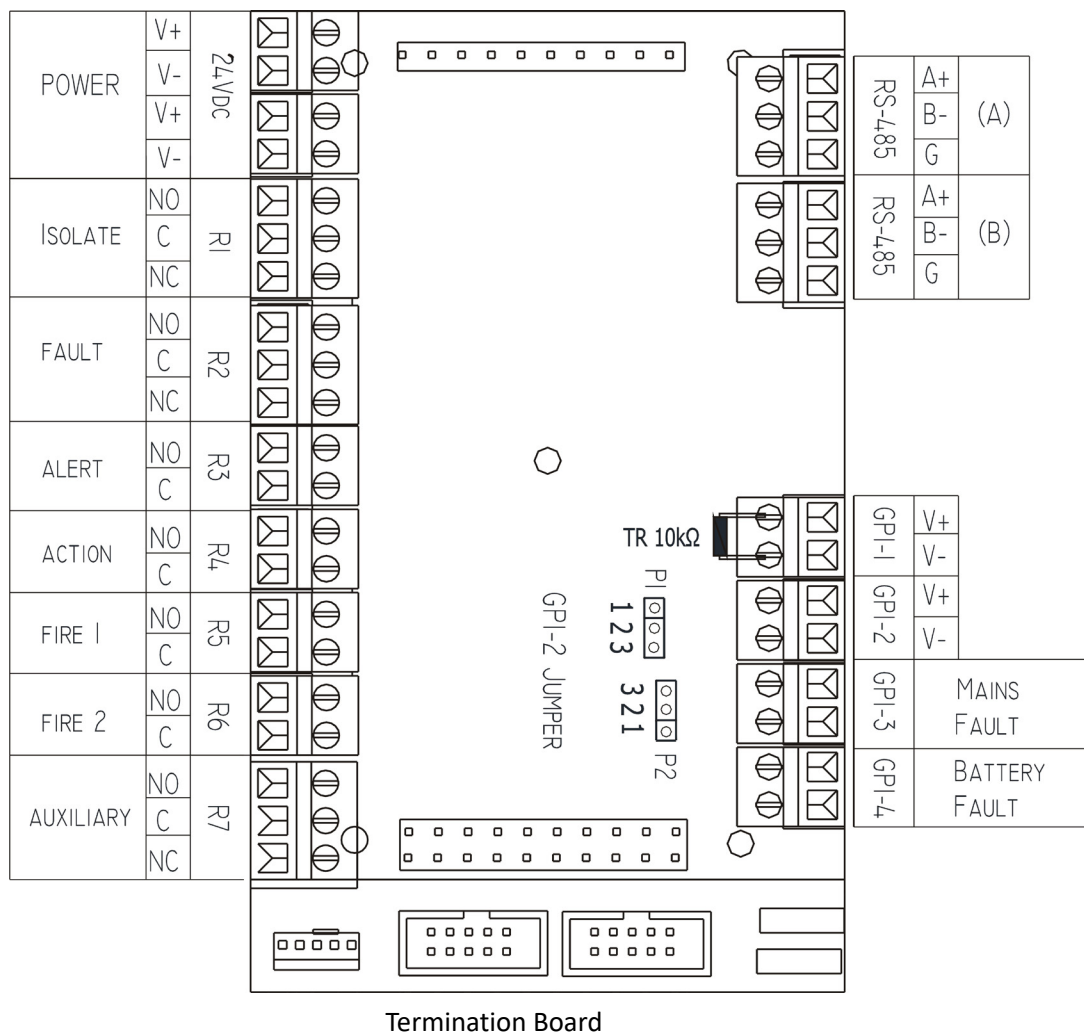 POWER
V+
V-
V+
V-
24VDC
ISOLATE
NO
C
NC
R1
FAULT
NO
C
NC
R2
ALERT
NO
C
R3
ACTION
NO
C
R4
FIRE 1
NO
C
R5
FIRE 2
NO
C
R6
AUXILIARY
NO
C
NC
R7
RS-485
A+
B-
G
(A)
RS-485
A+
B-
G
(B)
TR 10kΩ
GPI-1
V+
V-
GPI-2
V+
V-
GPI-3
MAINS
FAULT
GPI-4
BATTERY
FAULT
P1
1 2 3
GPI-2 JUMPER
3 2 1
P2
Termination Board